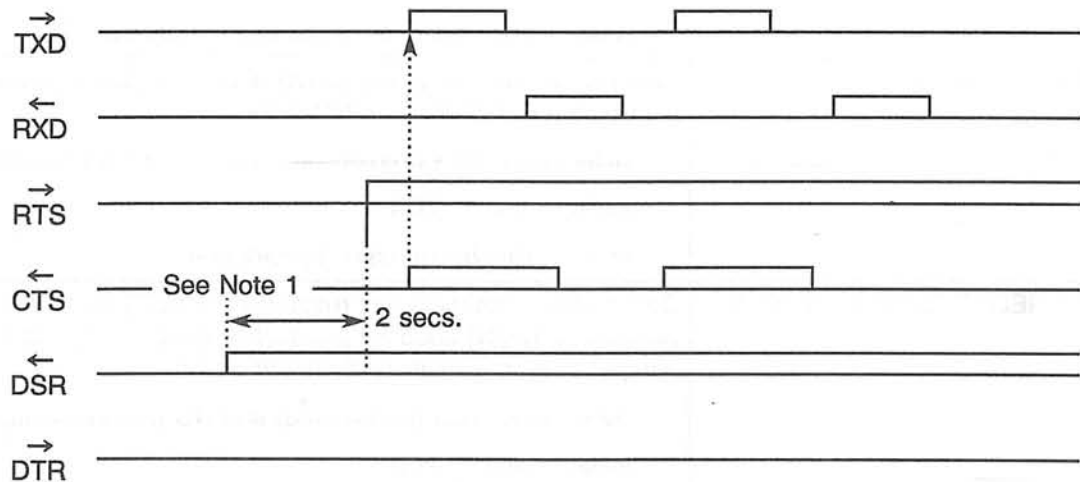 TXD
RXD
RTS
See Note 1
CTS
2 secs.
DSR
DTR